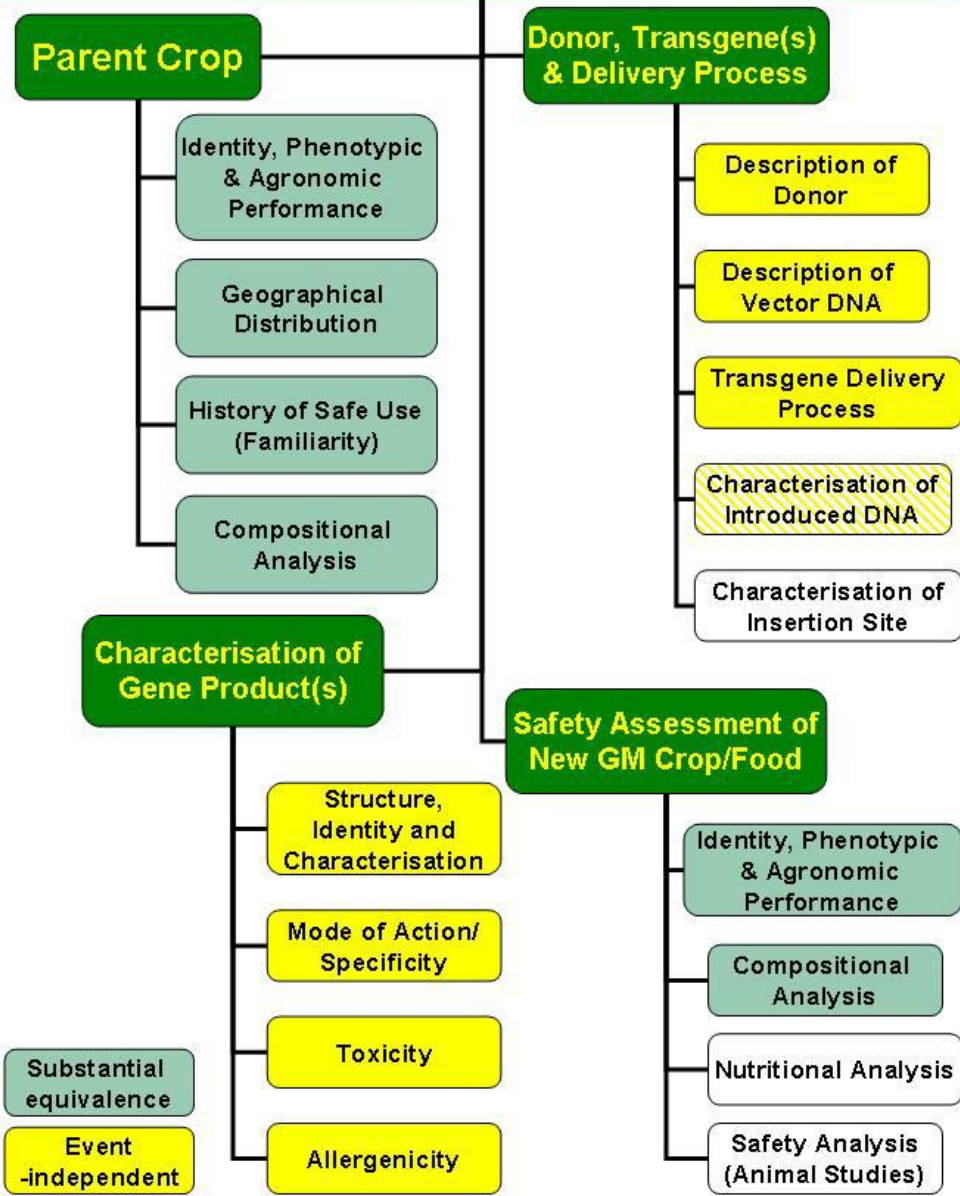 Parent Crop
Identity, Phenotypic
& Agronomic
Performance
Geographical
Distribution
History of Safe Use
(Familiarity)
Compositional
Analysis
Donor, Transgene(s)
& Delivery Process
Description of
Donor
Description of
Vector DNA
Transgene Delivery
Process
Characterisation of
Introduced DNA
Characterisation of
Insertion Site
Characterisation of
Gene Product(s)
Structure,
Identity and
Characterisation
Mode of Action/
Specificity
Toxicity
Allergenicity
Safety Assessment of
New GM Crop/Food
Identity, Phenotypic
& Agronomic
Performance
Compositional
Analysis
Nutritional Analysis
Safety Analysis
(Animal Studies)
Substantial
equivalence
Event
-independent